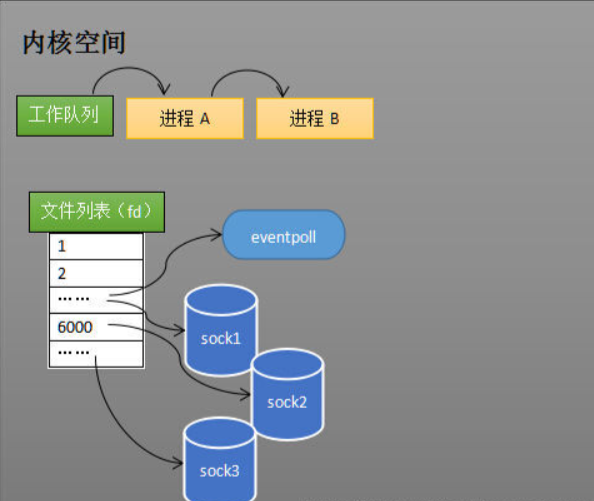 内核空间
工作队列
进程 A
进程 B
文件列表（fd）
1
2
……
6000
……
eventpoll
sock1
sock2
sock3